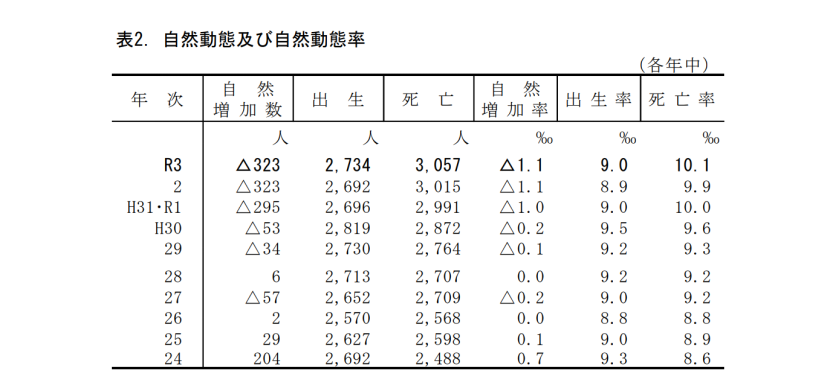 表2. 自然動態及び自然動態率
（各年中）
年 次 自 然 増 加 数 出 生 死 亡 自 然 増 加 率 出 生 率 死 亡 率
人 人 人 ‰ ‰ ‰
R3 △323 2,734 3,057 △1.1 9.0 10.1
2 △323 2,692 3,015 △1.1 8.9 9.9
H31・R1 △295 2,696 2,991 △1.0 9.0 10.0
H30 △53 2,819 2,872 △0.2 9.5 9.6
29 △34 2,730 2,764 △0.1 9.2 9.3
28 6 2,713 2,707 0.0 9.2 9.2
27 △57 2,652 2,709 △0.2 9.0 9.2
26 2 2,570 2,568 0.0 8.8 8.8
25 29 2,627 2,598 0.1 9.0 8.9
24 204 2,692 2,488 0.7 9.3 8.6